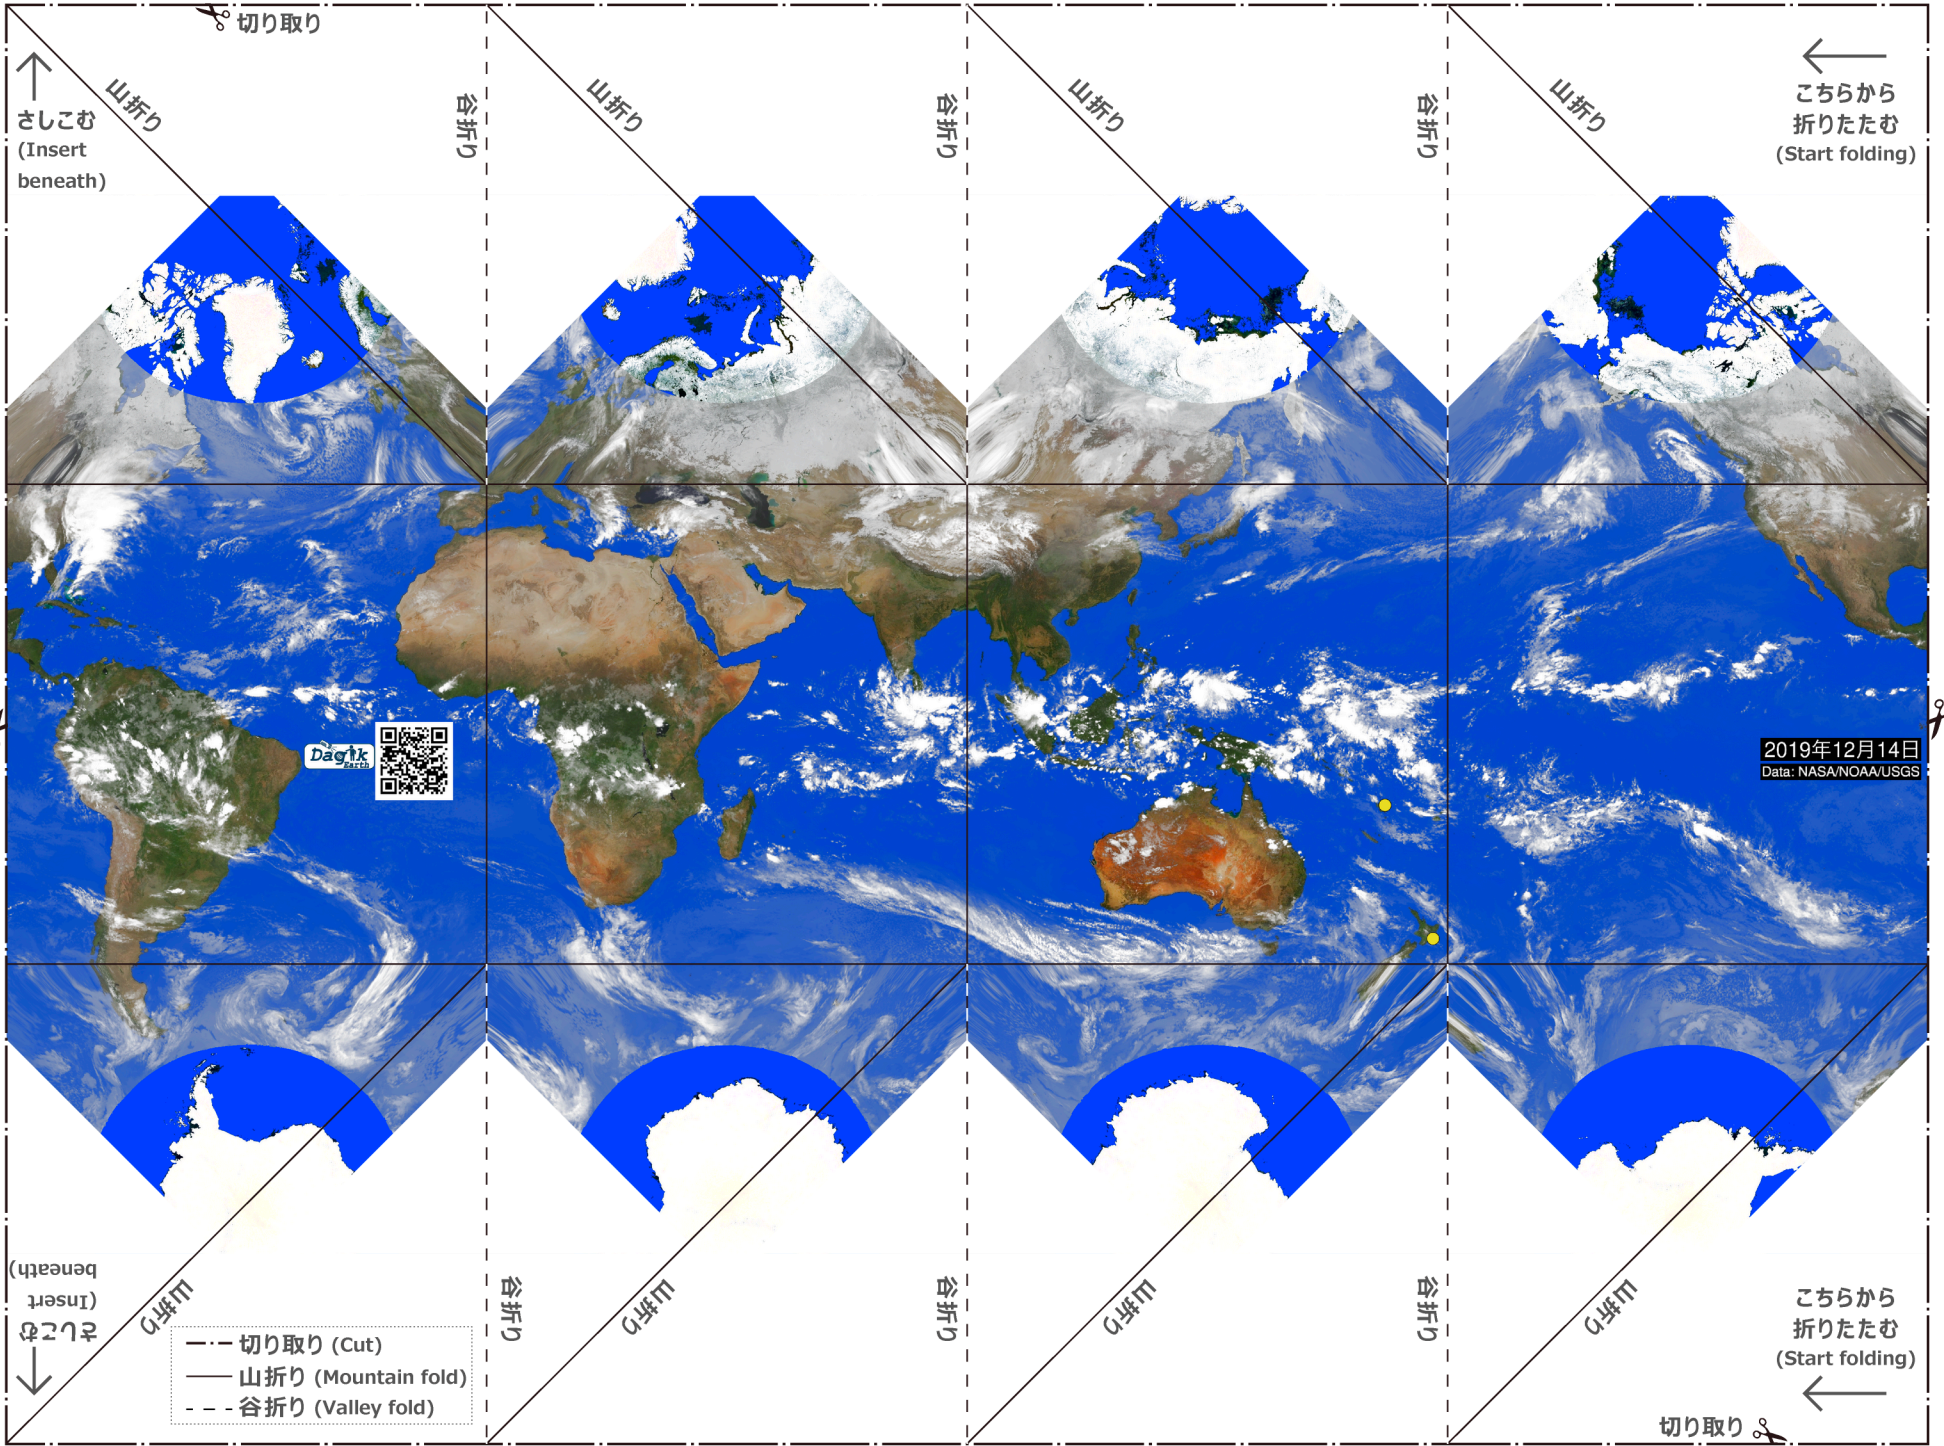 切り取り
さしこむ
(Insert
beneath)
山折り
谷折り
山折り
谷折り
山折り
谷折り
山折り
こちらから
折りたたむ
(Start folding)
Dagik
Earth
2019年12月14日
Data: NASA/NOAA/USGS
さしこむ
(Insert
beneath)
山折り
谷折り
山折り
谷折り
山折り
谷折り
山折り
こちらから
折りたたむ
(Start folding)
切り取り (Cut)
山折り (Mountain fold)
谷折り (Valley fold)
切り取り